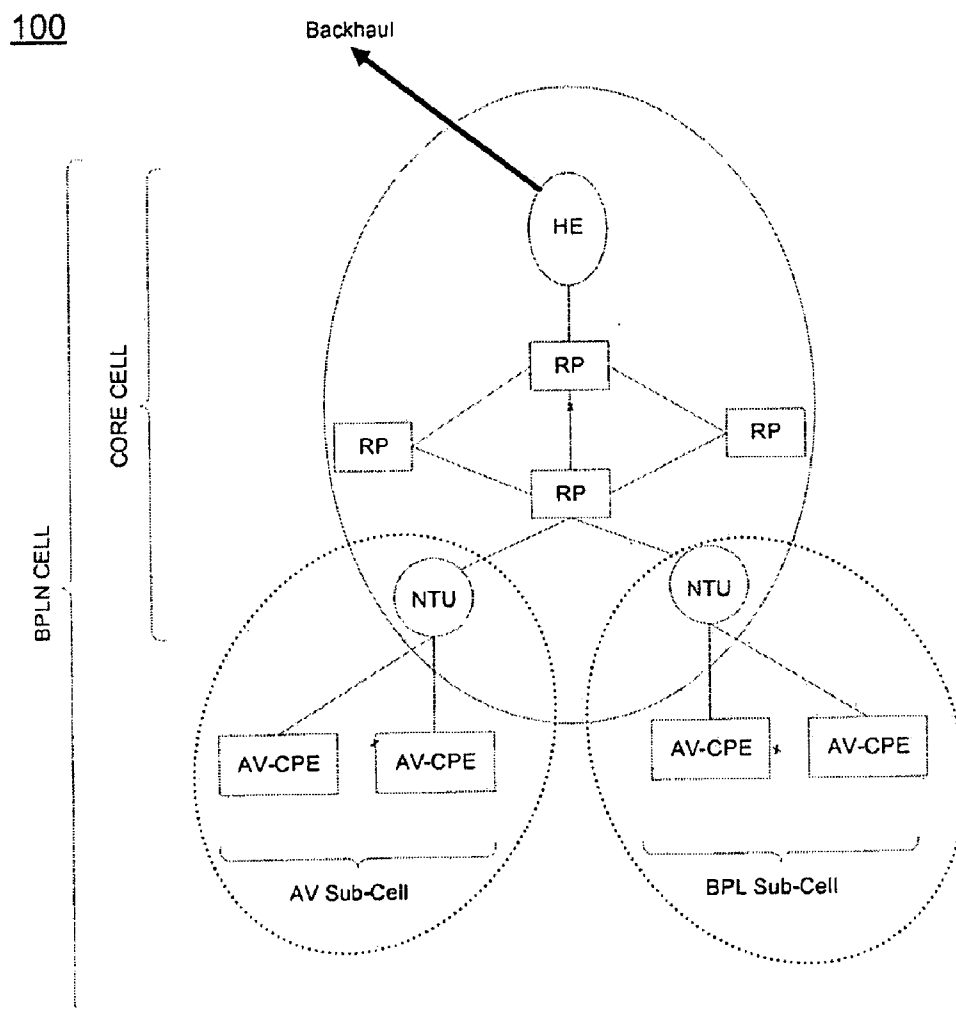 100
Backhaul
HE
RP
RP
RP
RP
CORE CELL
BPLN CELL
NTU
NTU
AV-CPE
AV-CPE
AV-CPE
AV-CPE
AV Sub-Cell
BPL Sub-Cell